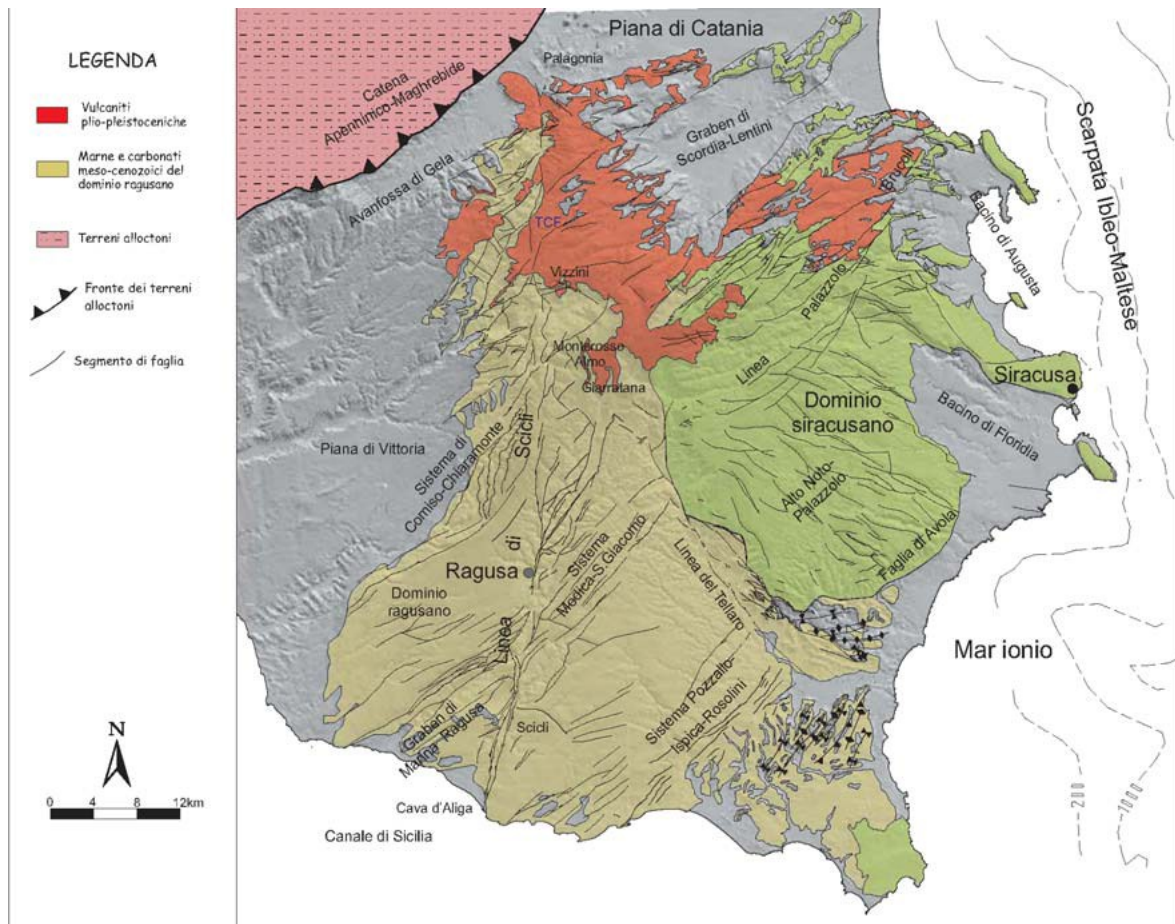 LEGENDA
Vulcaniti
plio-pleistoceniche
Marne e carbonati
meso-cenozoici del
dominio ragusano
Terreni alloctoni
Fronte dei terreni
alloctoni
Segmento di faglia
N
0 4 8 12km
Piana di Catania
Palagonia
Catena
Apenninico-Maghrebide
Avanfossa di Gela
Graben di
Scordia-Lentini
Brucoli
Bacino di Augusta
Scarpata Ibleo-Maltese
TCF
Vizzini
Monterosso
Almo
Giarratana
Linea
Palazzolo
Siracusa
Dominio
siracusano
Bacino di Floridia
Piana di Vittoria
Sistema di
Comiso-Chiaramonte
Linea di Scicli
Alto Noto-
Palazzolo
Faglia di Avola
Ragusa
Sistema
Modica-S.Giacomo
Linea del Tellaro
Dominio
ragusano
Mar ionio
Sistema Pozzallo-
Ispica-Rosolini
Graben di
Marina Ragusa
Scicli
Cava d'Aliga
Canale di Sicilia
200
1000